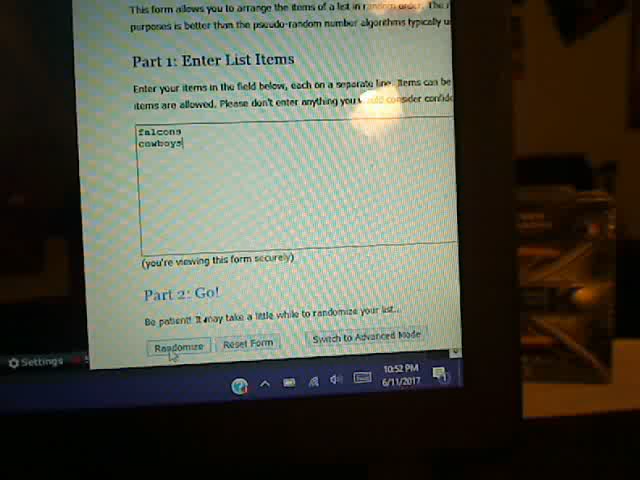 This form allows you to arrange the items of a list in random order. The
purposes is better than the pseudo-random number algorithms typically
Part 1: Enter List Items
Enter your items in the field below, each on a separate line. Items can be
items are allowed. Please don't enter anything you would consider
falcons
cowboys
(you're viewing this form securely)
Part 2: Go!
Be patient! It may take a little while to randomize your list...
Randomize Reset Form Switch to Advanced Mode
Settings
10:52 PM
6/11/2017